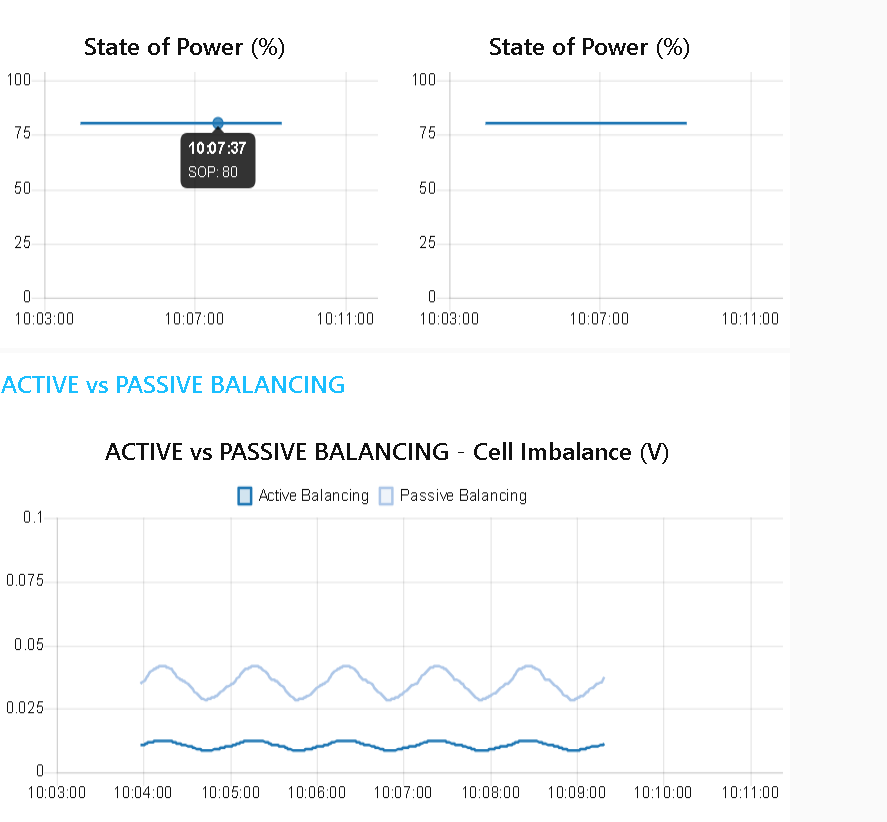 State of Power (%)
100
75
50
25
0
10:03:00 10:07:00 10:11:00
10:07:37
SOP: 80
State of Power (%)
100
75
50
25
0
10:03:00 10:07:00 10:11:00
ACTIVE vs PASSIVE BALANCING
ACTIVE vs PASSIVE BALANCING - Cell Imbalance (V)
Active Balancing Passive Balancing
0.1
0.075
0.05
0.025
0
10:03:00 10:04:00 10:05:00 10:06:00 10:07:00 10:08:00 10:09:00 10:10:00 10:11:00